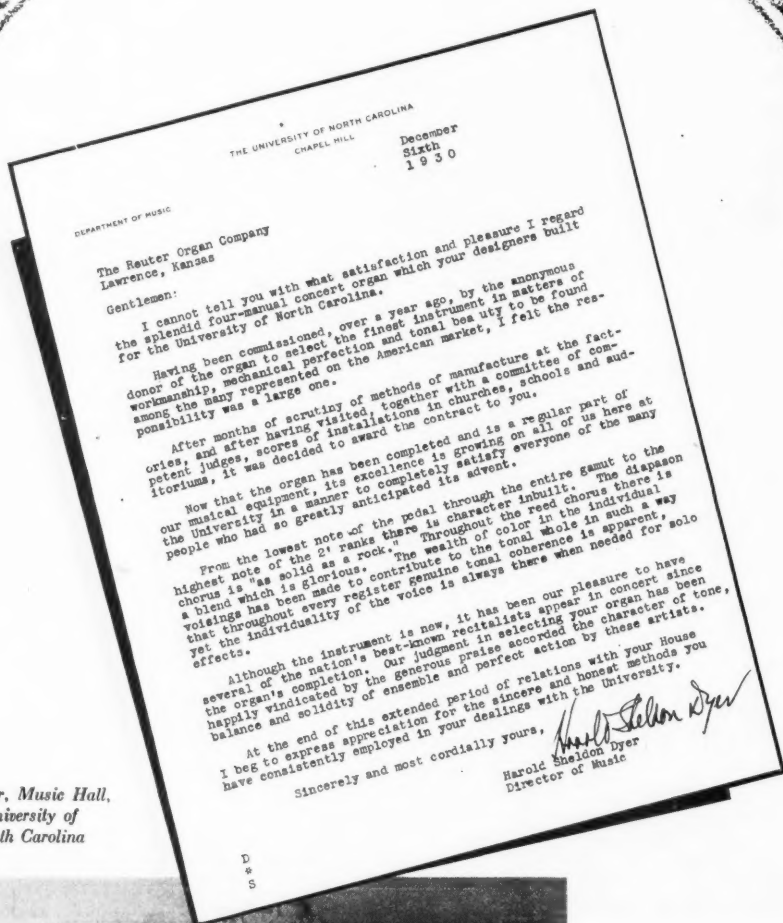 THE UNIVERSITY OF NORTH CAROLINA
CHAPEL HILL
December
Sixth
1 9 3 0
DEPARTMENT OF MUSIC
The Reuter Organ Company
Lawrence, Kansas
Gentlemen:
I cannot tell you with what satisfaction and pleasure I regard
the splendid four-manual concert organ which your designers built
for the University of North Carolina.
Having been commissioned, over a year ago, by the anonymous
donor of the organ to select the finest instrument in matters of
workmanship, mechanical perfection and tonal bea uty to be found
among the many represented on the American market, I felt the res-
ponsibility was a large one.
After months of scrutiny of methods of manufacture at the fact-
ories, and after having visited, together with a committee of com-
petent judges, scores of installations in churches, schools and aud-
itoriums, it was decided to award the contract to you.
Now that the organ has been completed and is a regular part of
our musical equipment, its excellence is growing on all of us here at
the University in a manner to completely satisfy everyone of the many
people who had so greatly anticipated its advent.
From the lowest note of the pedal through the entire gamut to the
highest note of the 2' ranks there is character inbuilt. The diapason
chorus is "as solid as a rock." Throughout the reed chorus there is
a blend which is glorious. The wealth of color in the individual
voisings has been made to contribute to the tonal whole in such a way
that throughout every register genuine tonal coherence is apparent,
yet the individuality of the voice is always there when needed for solo
effects.
Although the instrument is new, it has been our pleasure to have
several of the nation's best-known recitalists appear in concert since
the organ's completion. Our judgment in selecting your organ has been
happily vindicated by the generous praise accorded the character of tone,
balance and solidity of ensemble and perfect action by these artists.
At the end of this extended period of relations with your House
I beg to express appreciation for the sincere and honest methods you
have consistently employed in your dealings with the University.
Sincerely and most cordially yours,
Harold Sheldon Dyer
Harold Sheldon Dyer
Director of Music
D
*
S
r, Music Hall,
niversity of
th Carolina